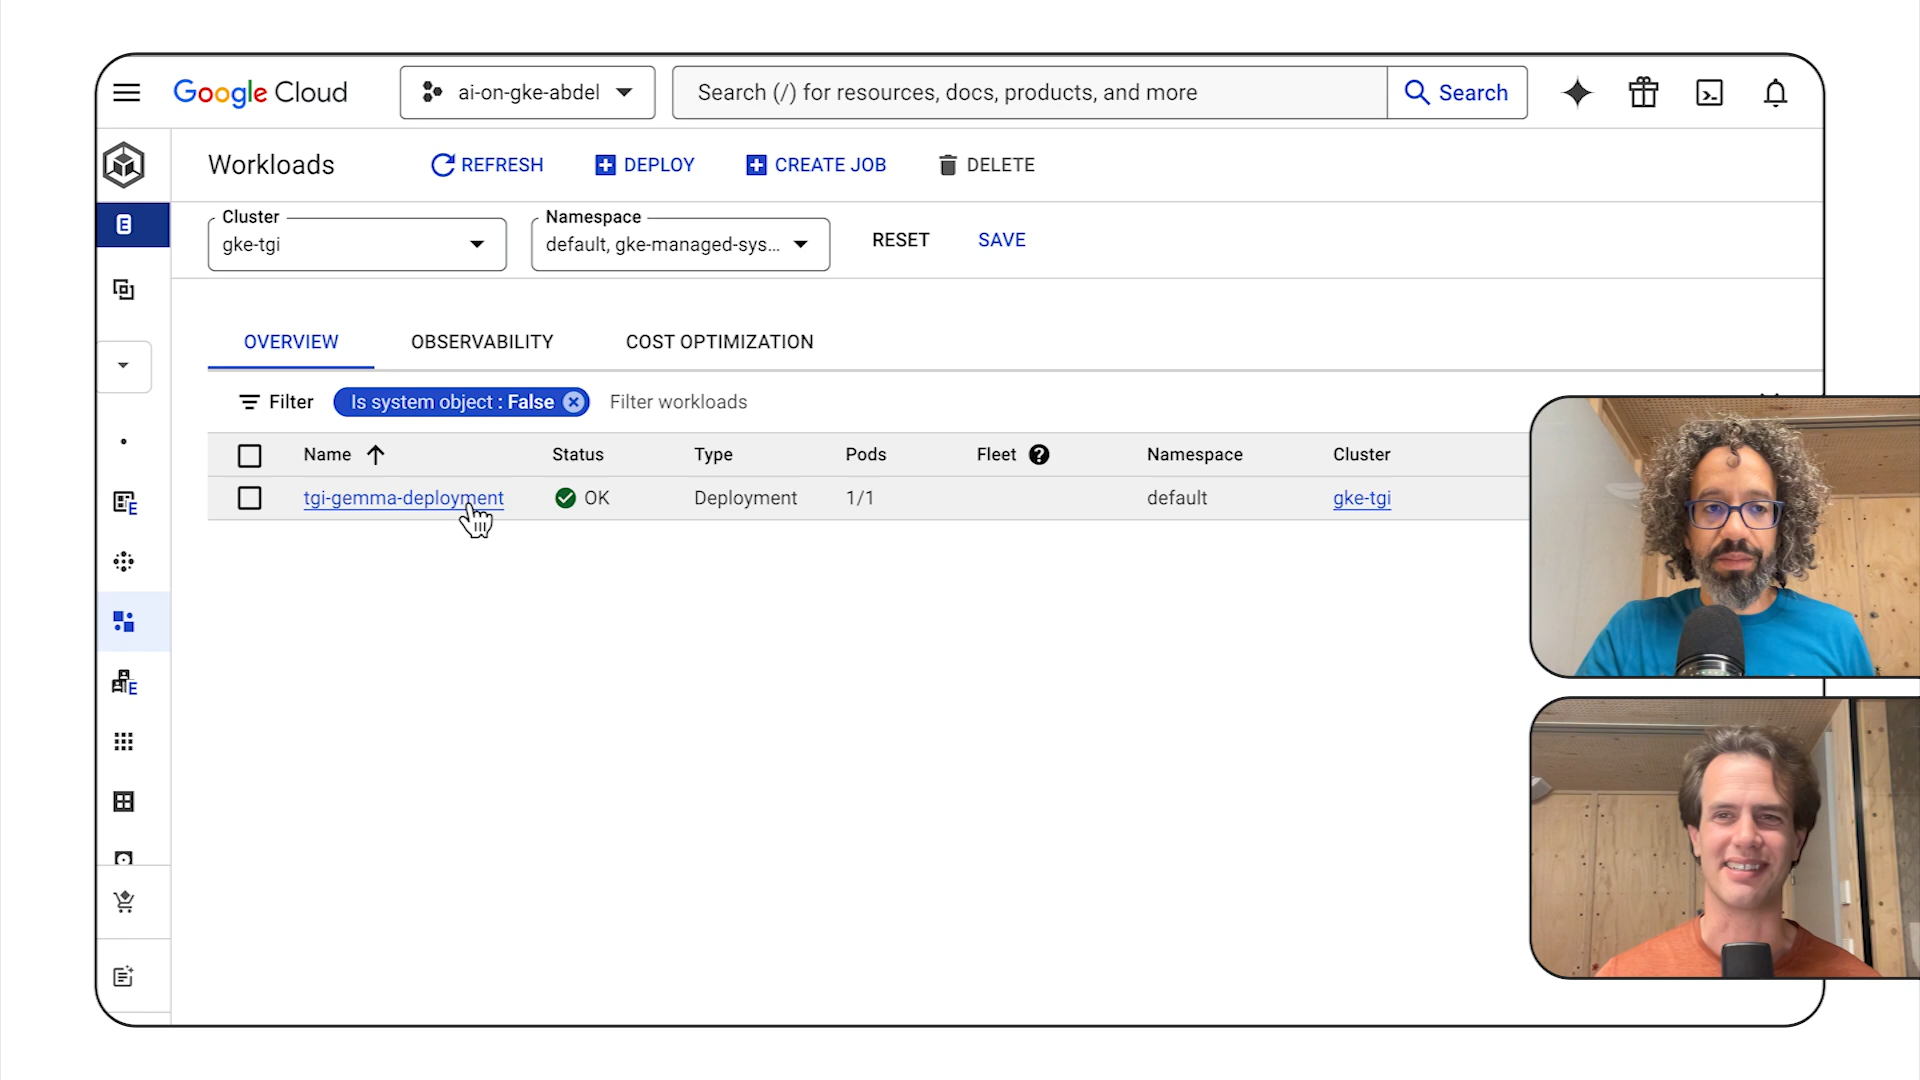 Google Cloud
ai-on-gke-abdel
Search (/) for resources, docs, products, and more
Search
Workloads
REFRESH
DEPLOY
CREATE JOB
DELETE
Cluster
gke-tgi
Namespace
default, gke-managed-sys...
RESET
SAVE
OVERVIEW
OBSERVABILITY
COST OPTIMIZATION
Filter
Is system object : False
Filter workloads
Name
Status
Type
Pods
Fleet
Namespace
Cluster
tgi-gemma-deployment
OK
Deployment
1/1
default
gke-tgi